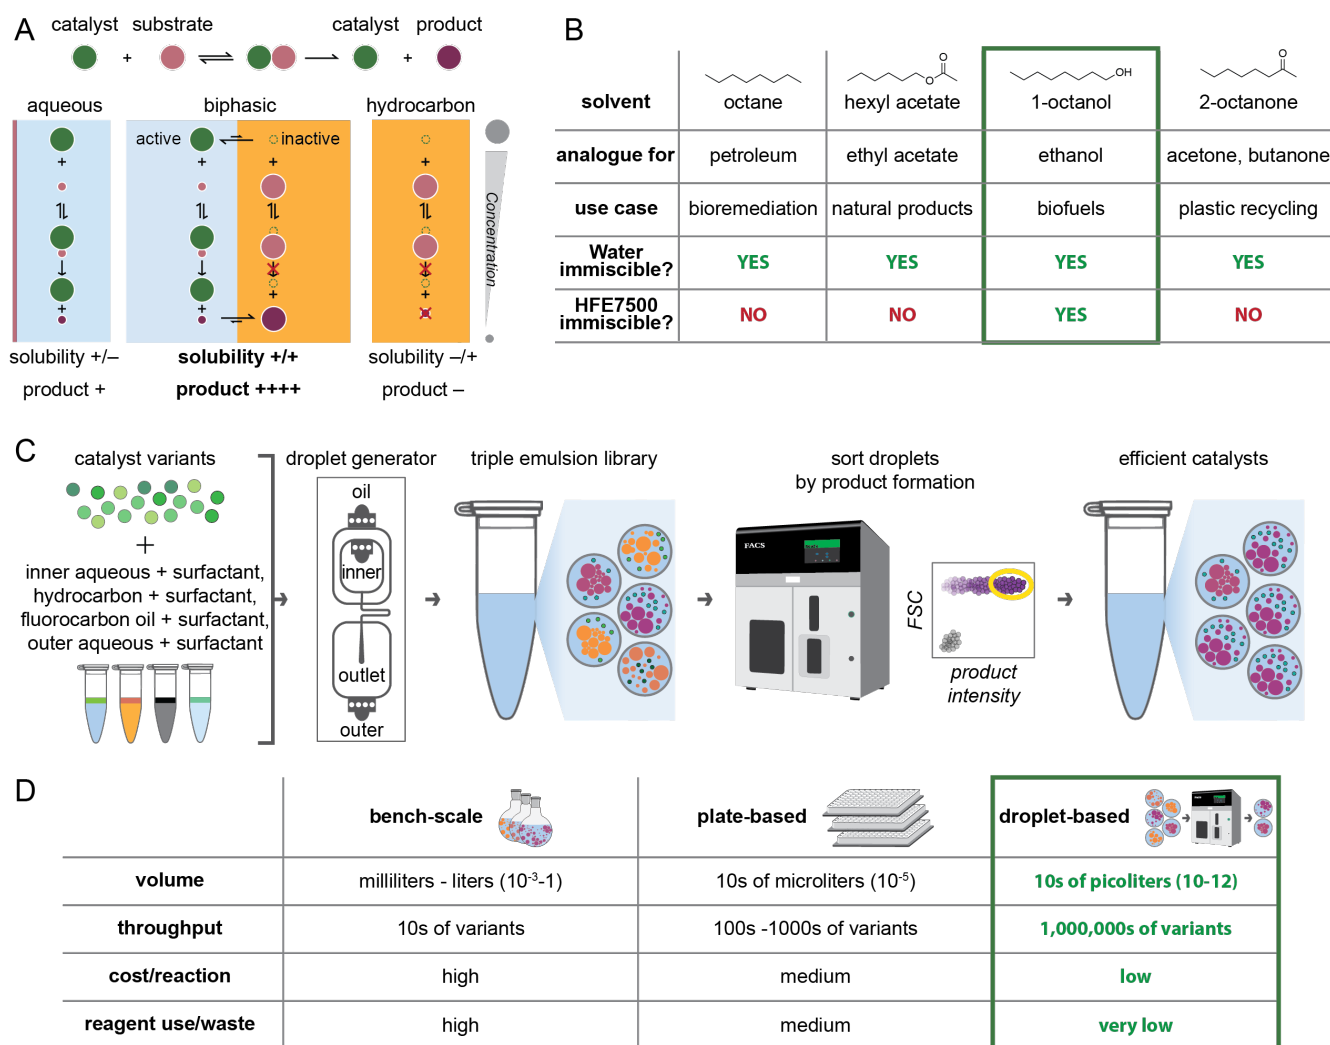 A
catalyst substrate catalyst product
+ +
aqueous biphasic hydrocarbon
active inactive
+ + + +
+ + + +
Concentration
solubility +/– solubility +/+ solubility –/+
product + product ++++ product –
B
O
O
OH
O
solvent octane hexyl acetate 1-octanol 2-octanone
analogue for petroleum ethyl acetate ethanol acetone, butanone
use case bioremediation natural products biofuels plastic recycling
Water
immiscible? YES YES YES YES
HFE7500
immiscible? NO NO YES NO
C
catalyst variants
+
inner aqueous + surfactant,
hydrocarbon + surfactant,
fluorocarbon oil + surfactant,
outer aqueous + surfactant
droplet generator
oil
inner
outlet
outer
triple emulsion library
sort droplets
by product formation
FACS
FSC
product
intensity
efficient catalysts
D
bench-scale plate-based droplet-based
volume milliliters - liters (10⁻³-1) 10s of microliters (10⁻⁵) 10s of picoliters (10-12)
throughput 10s of variants 100s -1000s of variants 1,000,000s of variants
cost/reaction high medium low
reagent use/waste high medium very low